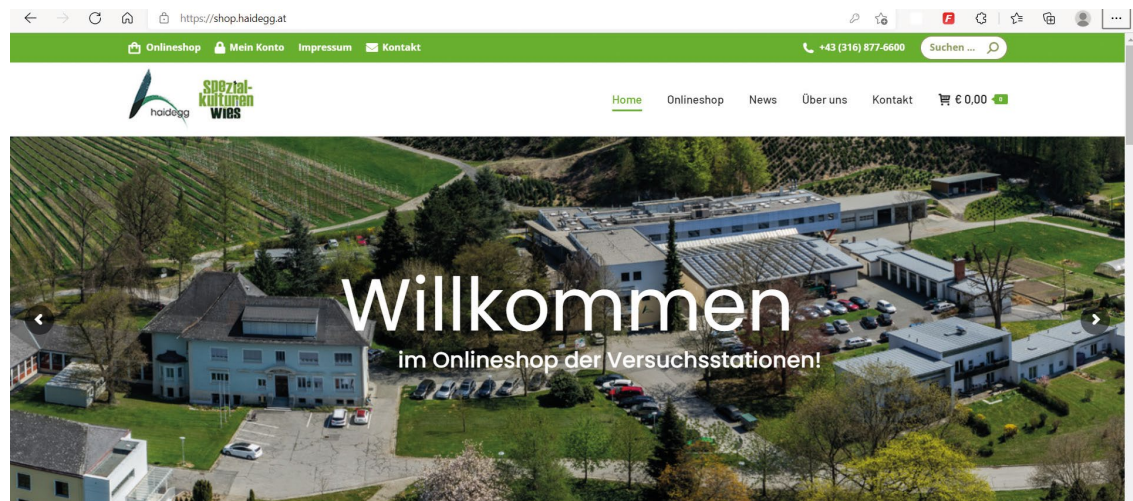 https://shop.haidegg.at
Onlineshop Mein Konto Impressum Kontakt +43 (316) 877-6600 Suchen ...
haidegg
Spezial-
kulturen
wies
Home Onlineshop News Über uns Kontakt € 0,00 0
Willkommen
im Onlineshop der Versuchsstationen!